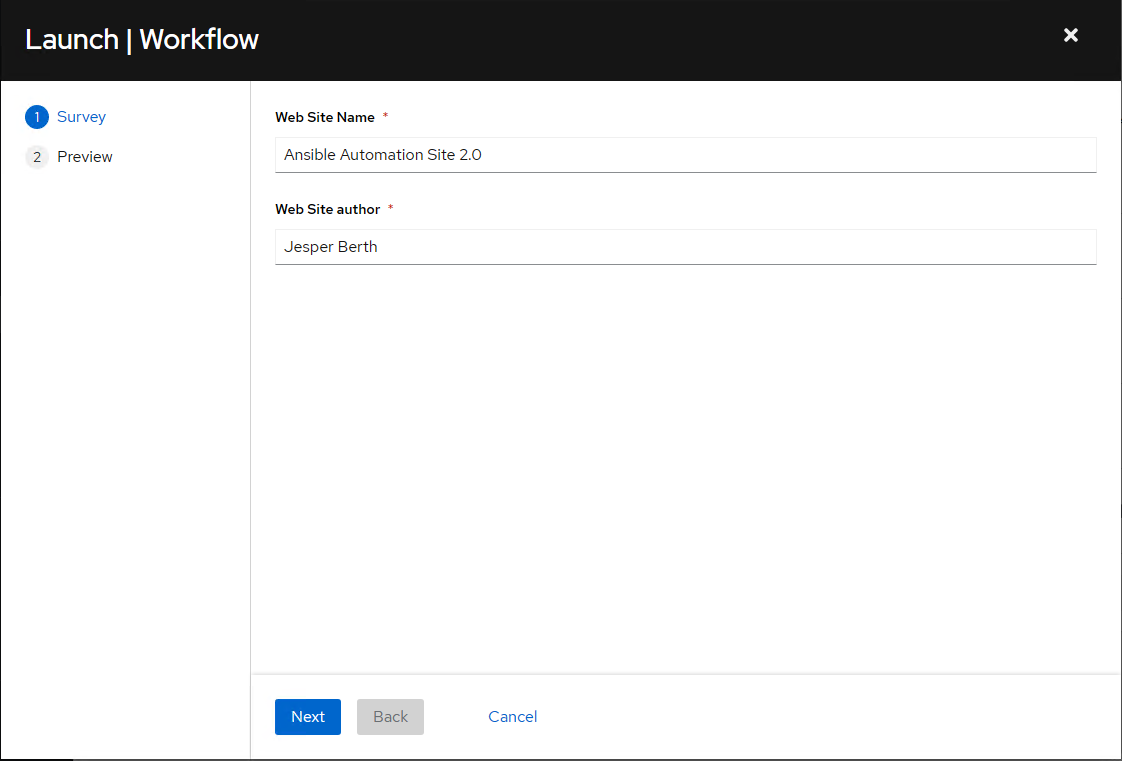 Launch | Workflow
1 Survey
2 Preview
Web Site Name *
Ansible Automation Site 2.0
Web Site author *
Jesper Berth
Next Back Cancel